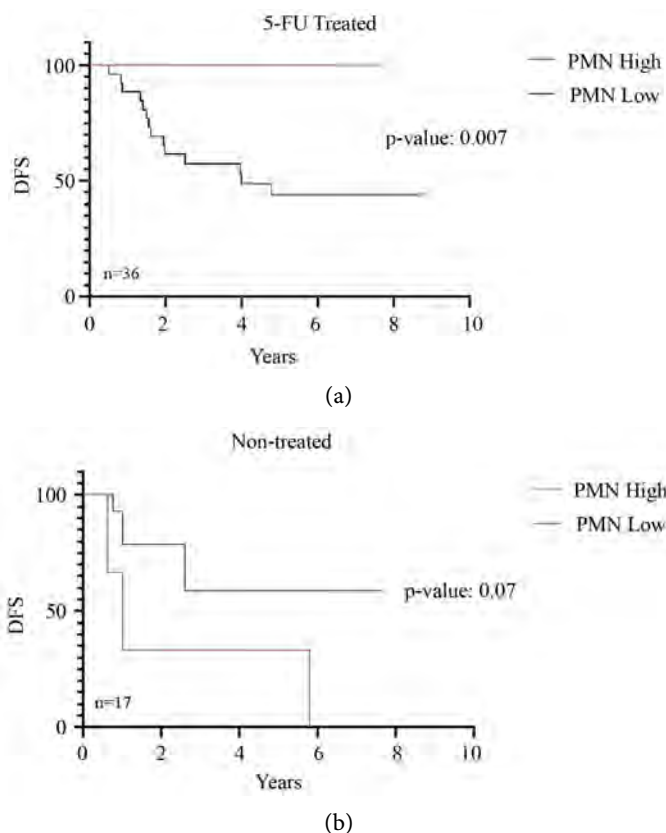 5-FU Treated
100
50
0
DFS
PMN High
PMN Low
p-value: 0.007
n=36
0 2 4 6 8 10
Years
(a)
Non-treated
100
50
0
DFS
PMN High
PMN Low
p-value: 0.07
n=17
0 2 4 6 8 10
Years
(b)